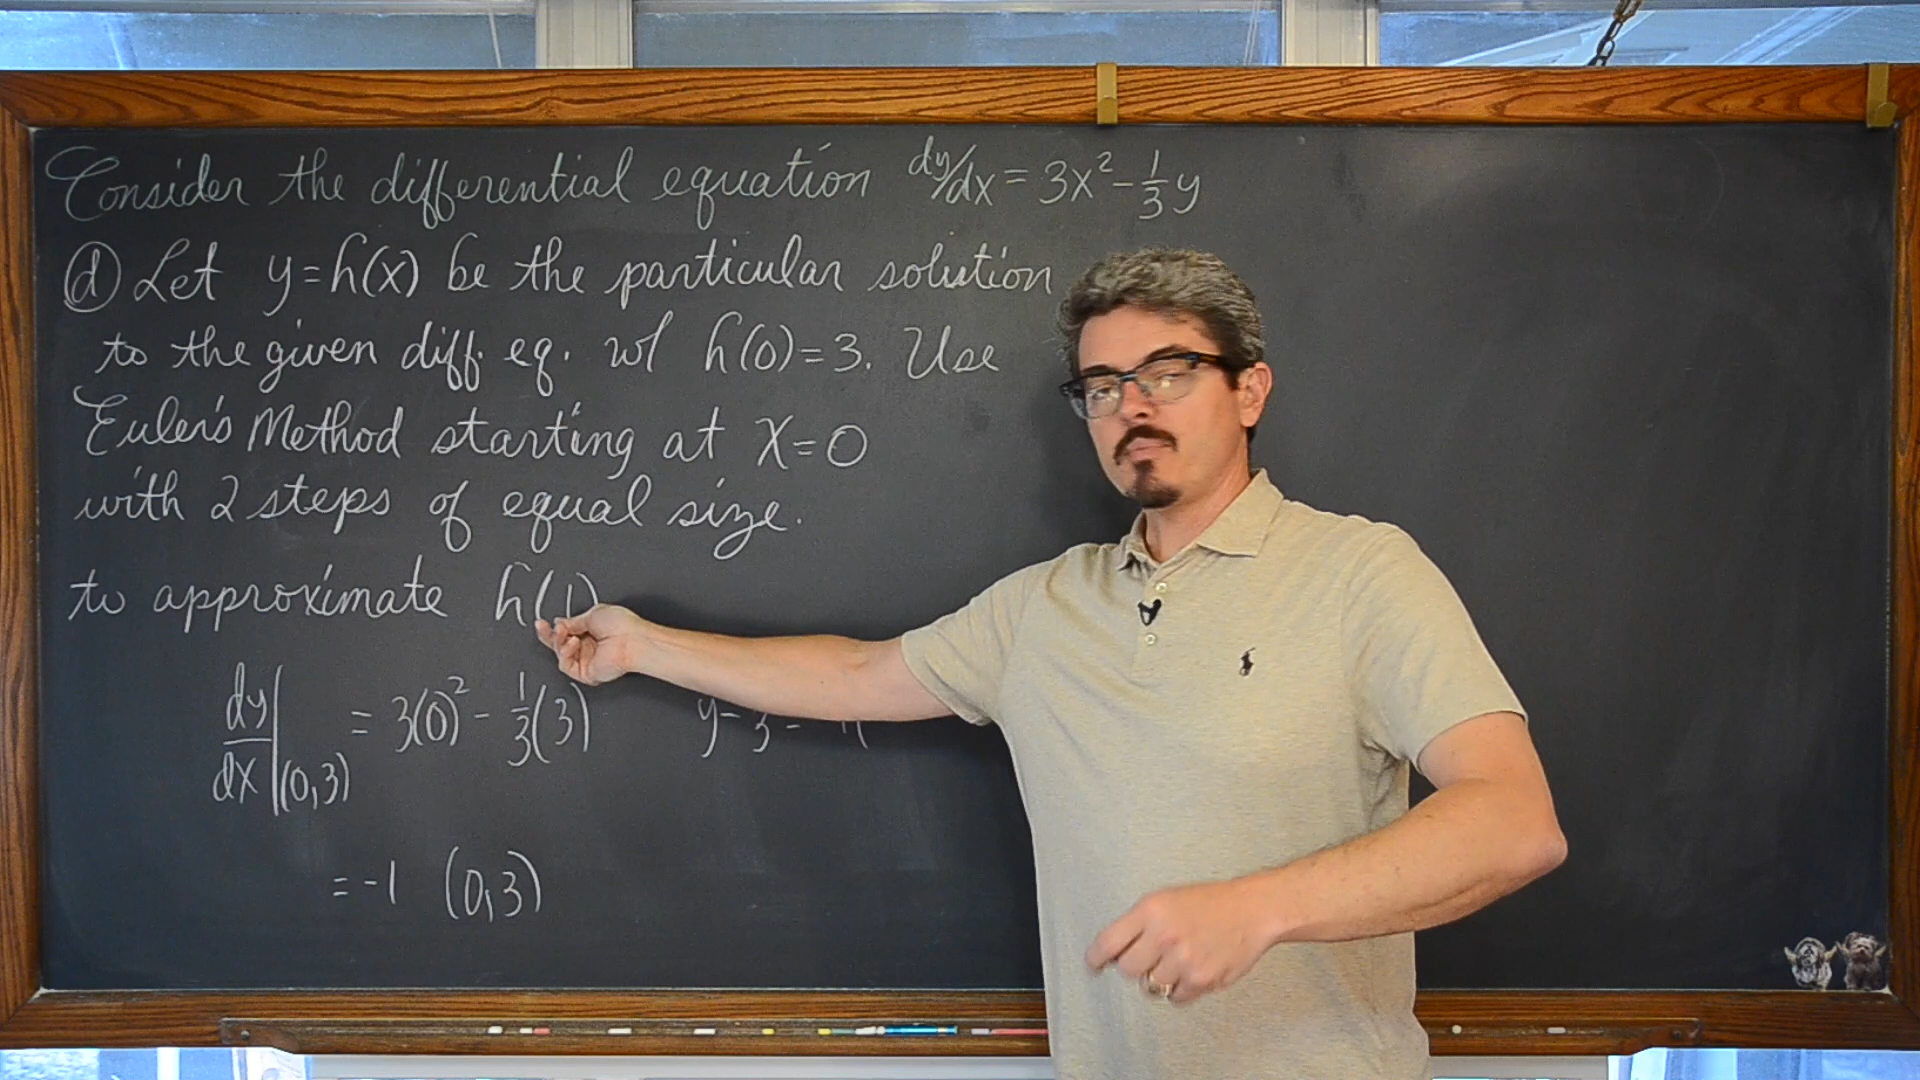 Consider the differential equation dy/dx = 3x² - 1/3 y
(d) Let y = h(x) be the particular solution
to the given diff. eq. w/ h(0) = 3. Use
Euler's Method starting at x = 0
with 2 steps of equal size.
to approximate h(1)
dy/dx |(0,3) = 3(0)² - 1/3 (3)
y - 3 = -1
= -1 (0,3)